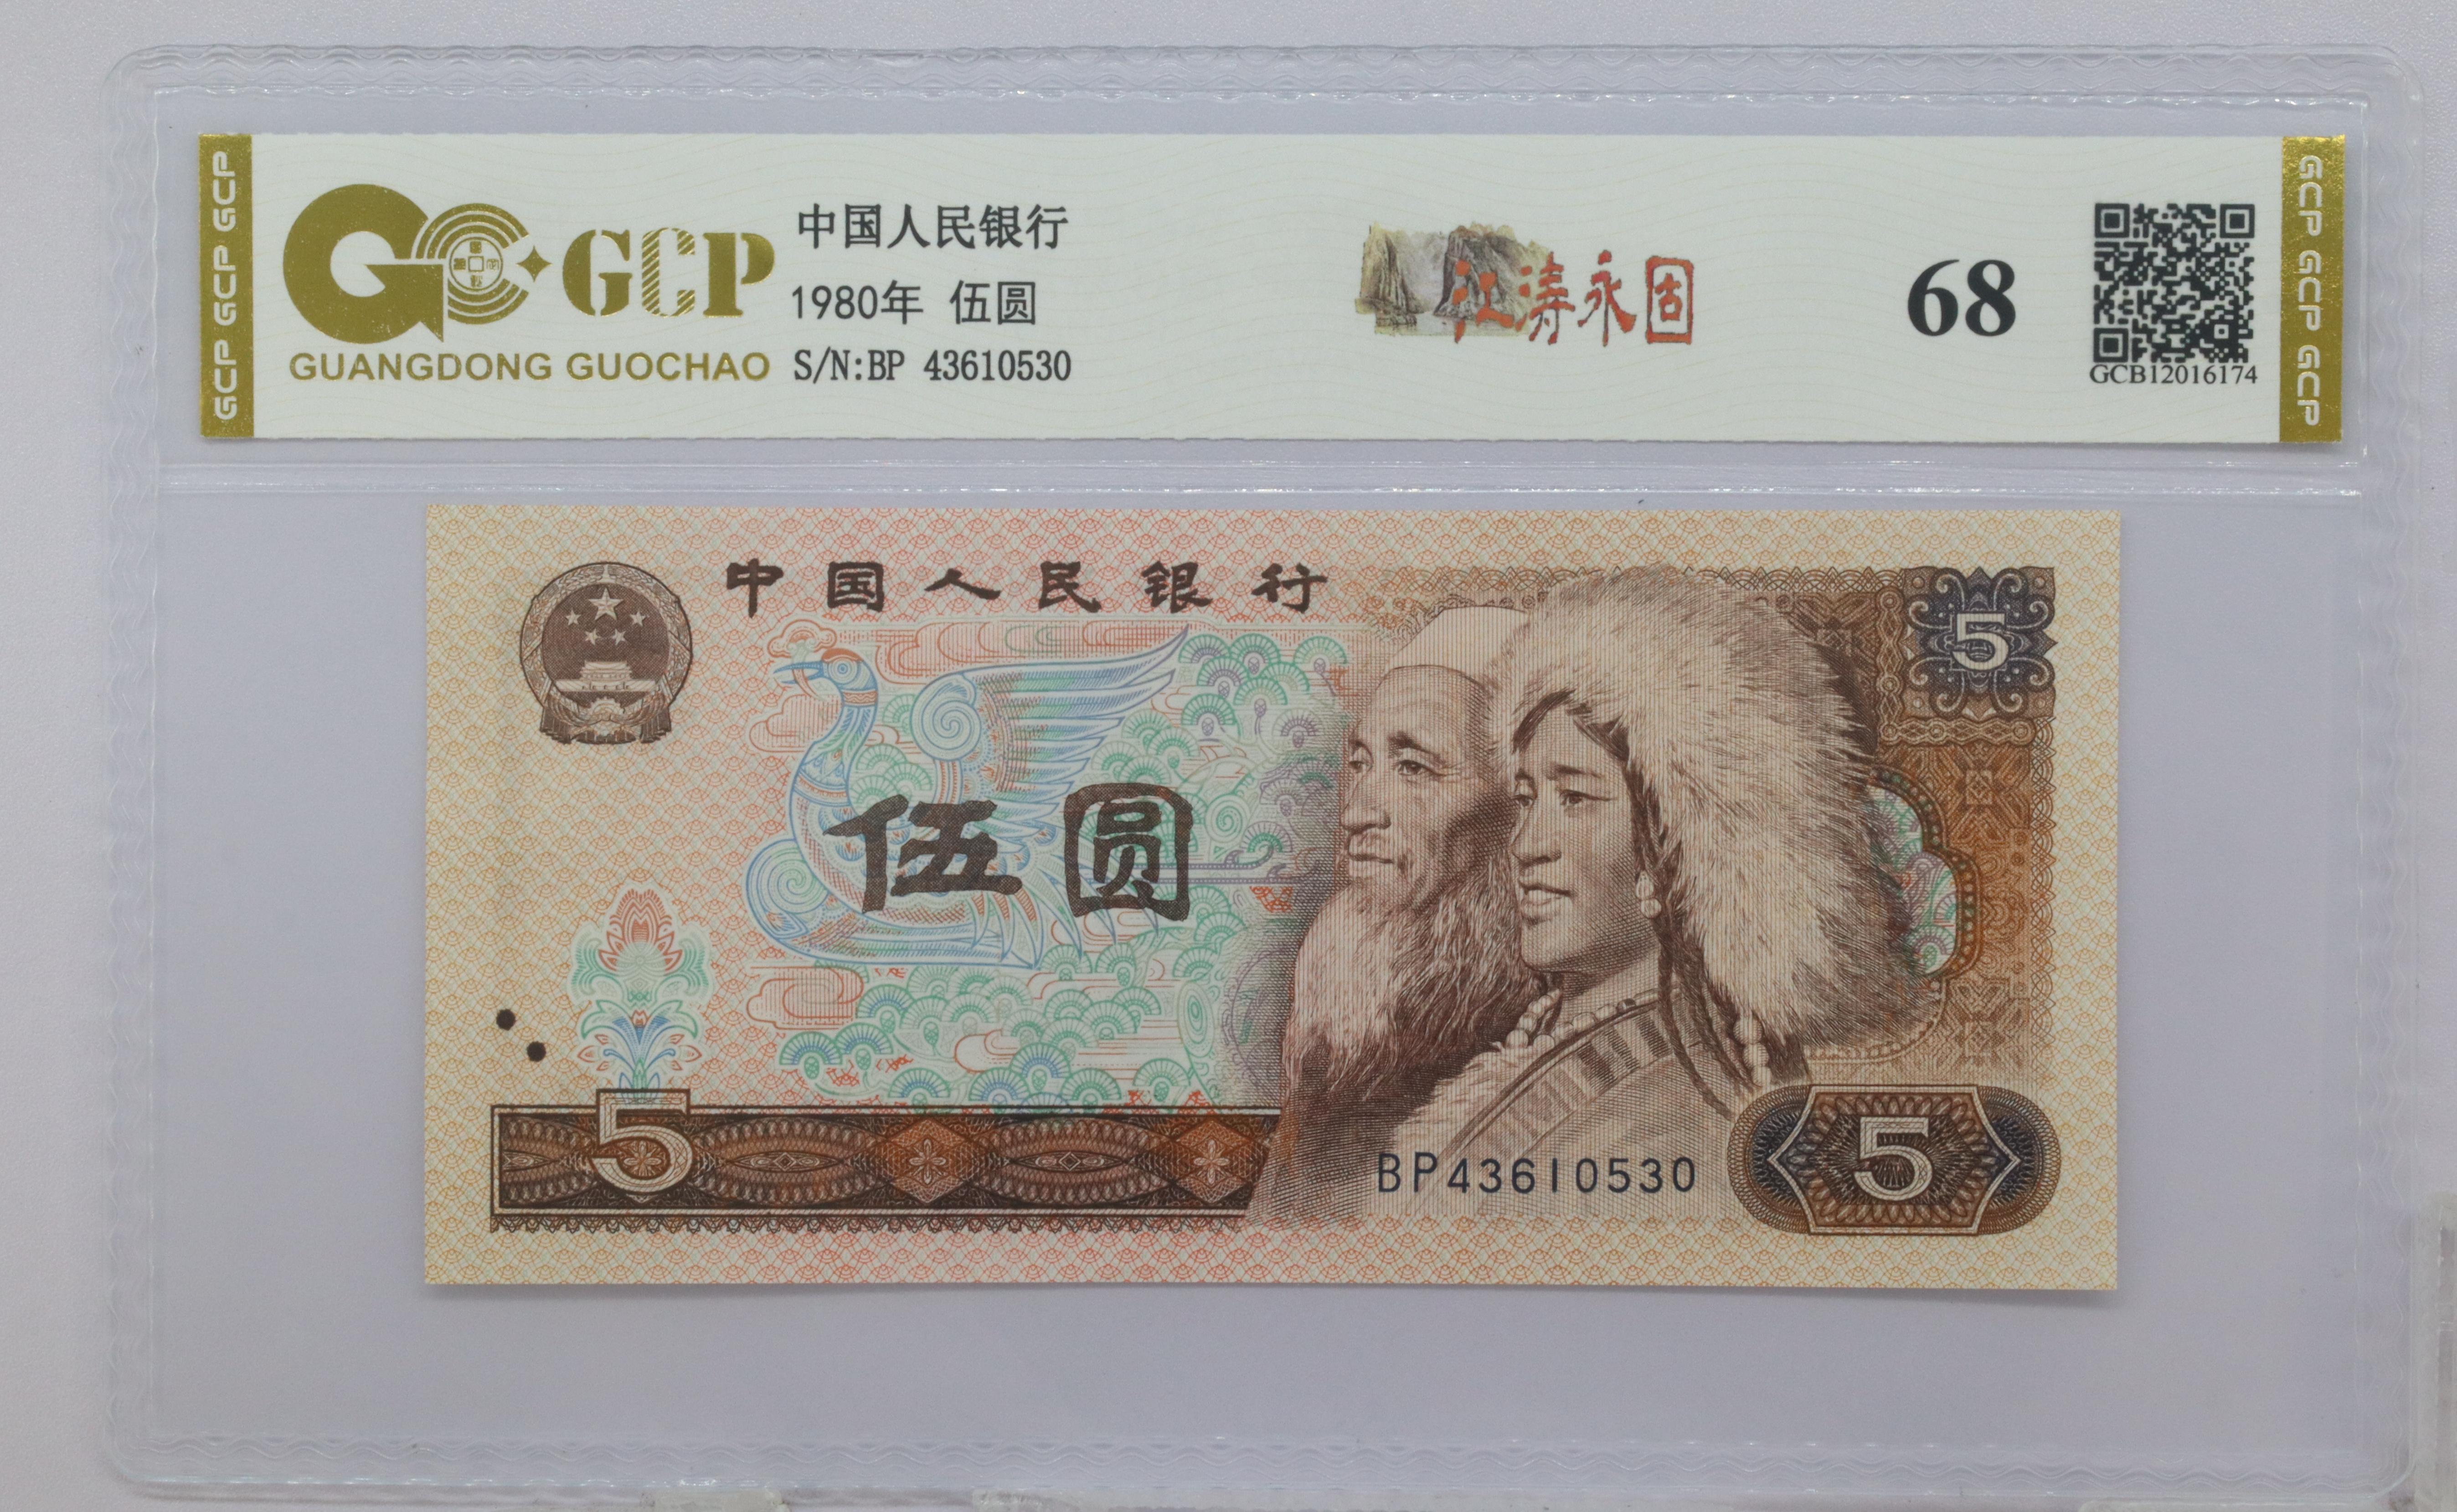 GCP GCP GCP
GCP
GUANGDONG GUOCHAO
中国人民银行
1980年 伍圆
S/N:BP 43610530
江涛永固
68
GCB12016174
GCP GCP GCP
中国人民银行
5
伍圆
5
BP43610530
5